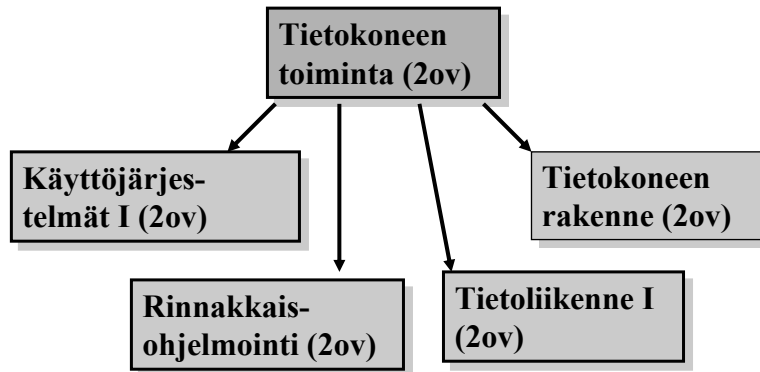 Tietokoneen
toiminta (2ov)
Käyttöjärjes-
telmät I (2ov)
Tietokoneen
rakenne (2ov)
Rinnakkais-
ohjelmointi (2ov)
Tietoliikenne I
(2ov)